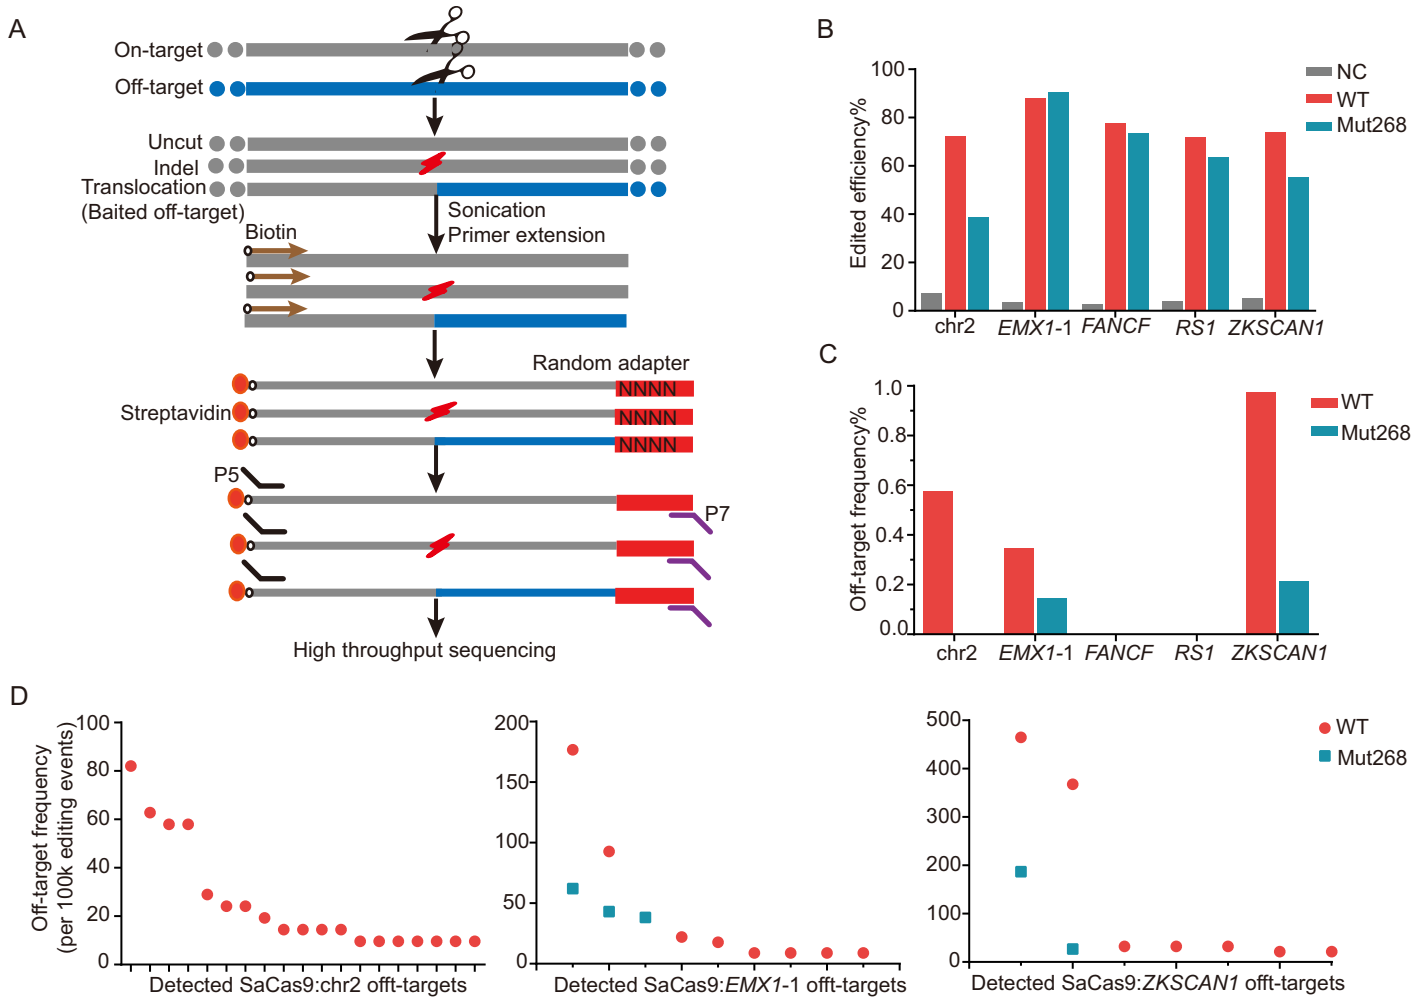 A
On-target
Off-target
Uncut
Indel
Translocation
(Baited off-target)
Sonication
Primer extension
Biotin
Random adapter
NNNN
Streptavidin
NNNN
NNNN
P5
P7
High throughput sequencing
B
Edited efficiency%
100
80
60
40
20
0
chr2
EMX1-1
FANCF
RS1
ZKSCAN1
NC
WT
Mut268
C
Off-target frequency%
1.0
0.8
0.6
0.4
0.2
0.0
chr2
EMX1-1
FANCF
RS1
ZKSCAN1
WT
Mut268
D
Off-target frequency
(per 100k editing events)
100
80
60
40
20
0
Detected SaCas9:chr2 offt-targets
200
150
100
50
0
Detected SaCas9:EMX1-1 offt-targets
500
400
300
200
100
0
Detected SaCas9:ZKSCAN1 offt-targets
WT
Mut268